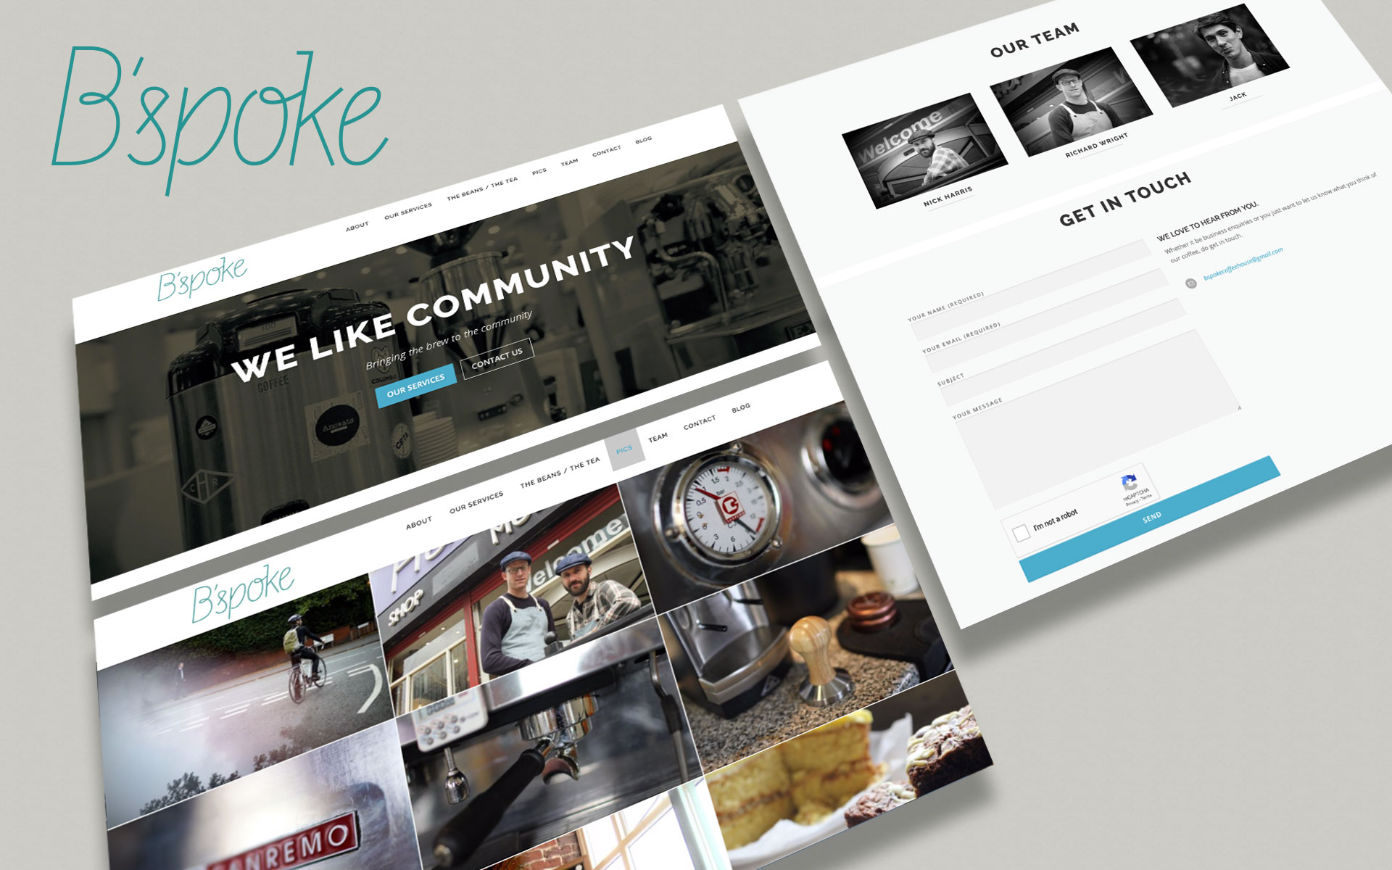 B'spoke
B'spoke
ABOUT
OUR SERVICES
THE BEANS / THE TEA
PICS
TEAM
CONTACT
BLOG
WE LIKE COMMUNITY
Bringing the brew to the community
OUR SERVICES
CONTACT US
COFFEE
Ancoats
B'spoke
ABOUT
OUR SERVICES
THE BEANS / THE TEA
PICS
TEAM
CONTACT
BLOG
SHOP
Welcome
bar
SANREMO
OUR TEAM
Welcome
NICK HARRIS
RICHARD WRIGHT
JACK
GET IN TOUCH
YOUR NAME (REQUIRED)
YOUR EMAIL (REQUIRED)
SUBJECT
YOUR MESSAGE
I'm not a robot
reCAPTCHA
Privacy - Terms
SEND
WE LOVE TO HEAR FROM YOU.
Whether it be business enquiries or you just want to let us know what you think of
our coffee, do get in touch.